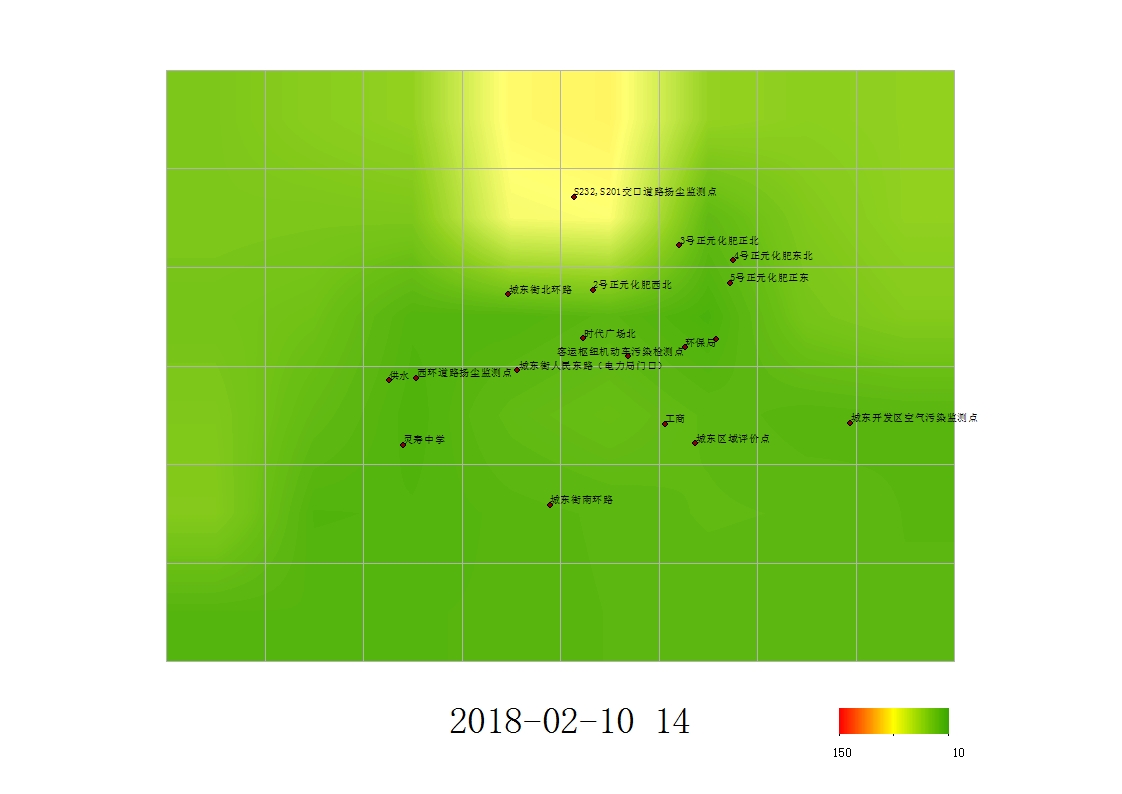 S232,S201交口道路扬尘监测点
3号正元化肥正北
4号正元化肥东北
5号正元化肥正东
2号正元化肥西北
城东街北环路
时代广场北
环保局
客运枢纽机动车污染检测点
城东街人民东路（电力局门口）
供水
西环道路扬尘监测点
工商
城东开发区空气污染监测点
城东区域评价点
灵寿中学
城东街南环路
2018-02-10 14
150
10